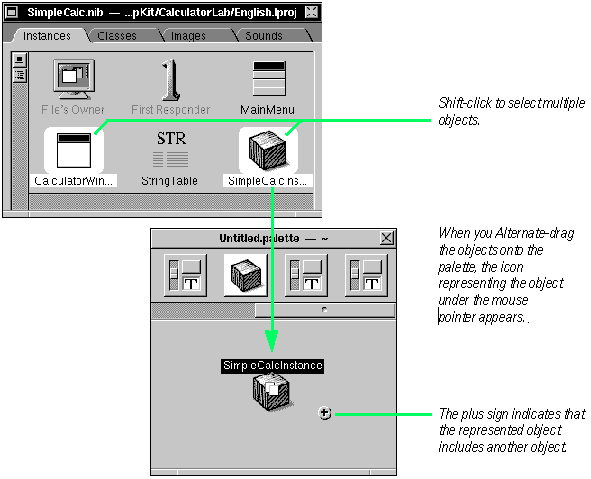 SimpleCalc.nib — ...pKit/CalculatorLab/English.lproj
Instances
Classes
Images
Sounds
File's Owner
First Responder
MainMenu
STR
CalculatorWin...
StringTable
SimpleCalcIns...
Shift-click to select multiple
objects.
Untitled.palette — ~
T
T
T
SimpleCalcInstance
When you Alternate-drag
the objects onto the
palette, the icon
representing the object
under the mouse
pointer appears.
The plus sign indicates that
the represented object
includes another object.